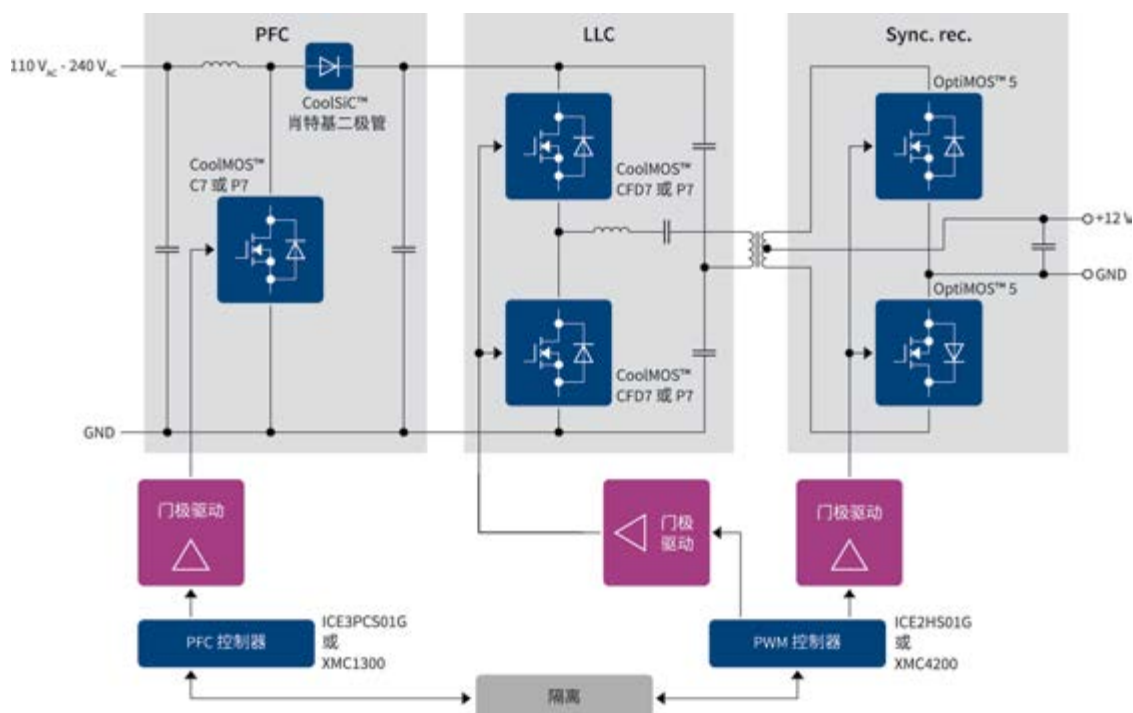 PFC
LLC
Sync. rec.
110 VAC - 240 VAC
CoolSiC™
肖特基二极管
CoolMOS™
C7 或 P7
CoolMOS™
CFD7 或 P7
OptiMOS™ 5
+12 V
GND
OptiMOS™ 5
CoolMOS™
CFD7 或 P7
GND
门极驱动
门极
驱动
门极驱动
PFC 控制器
ICE3PCS01G
或
XMC1300
PWM 控制器
ICE2HS01G
或
XMC4200
隔离